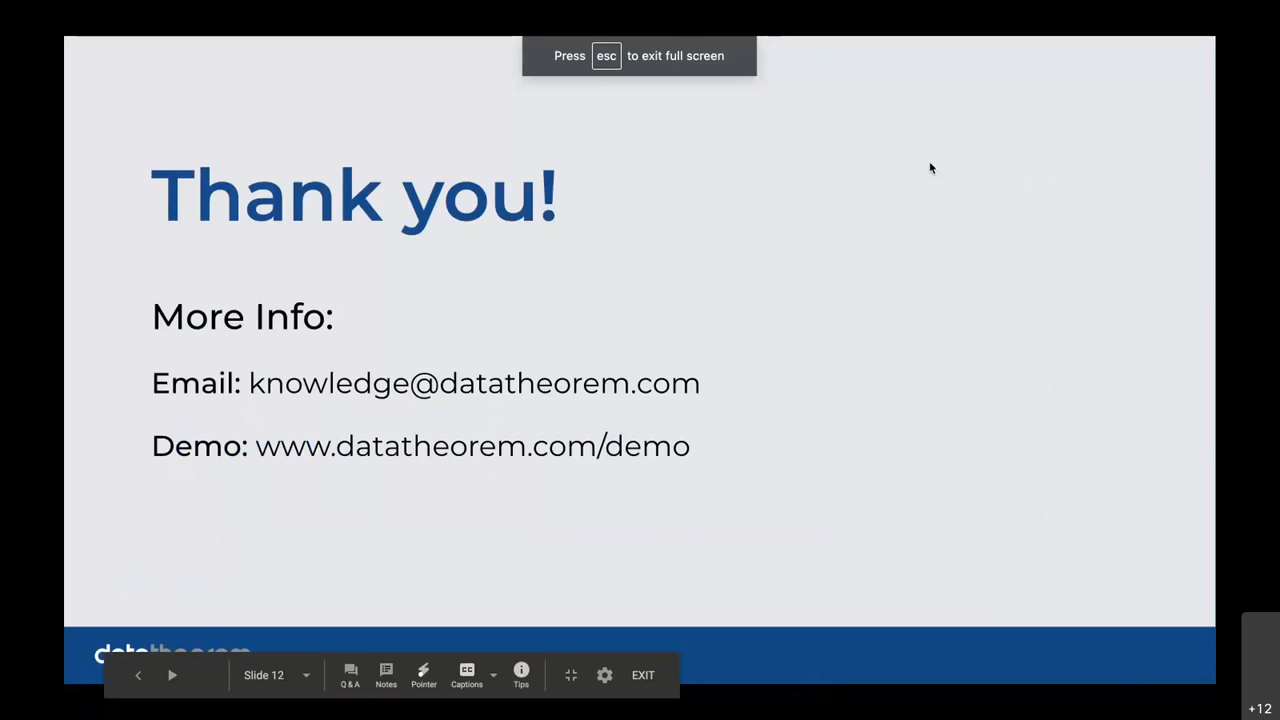 Press esc to exit full screen
Thank you!
More Info:
Email: knowledge@datatheorem.com
Demo: www.datatheorem.com/demo
datatheorem
Slide 12
Q & A Notes Pointer Captions Tips EXIT
+12